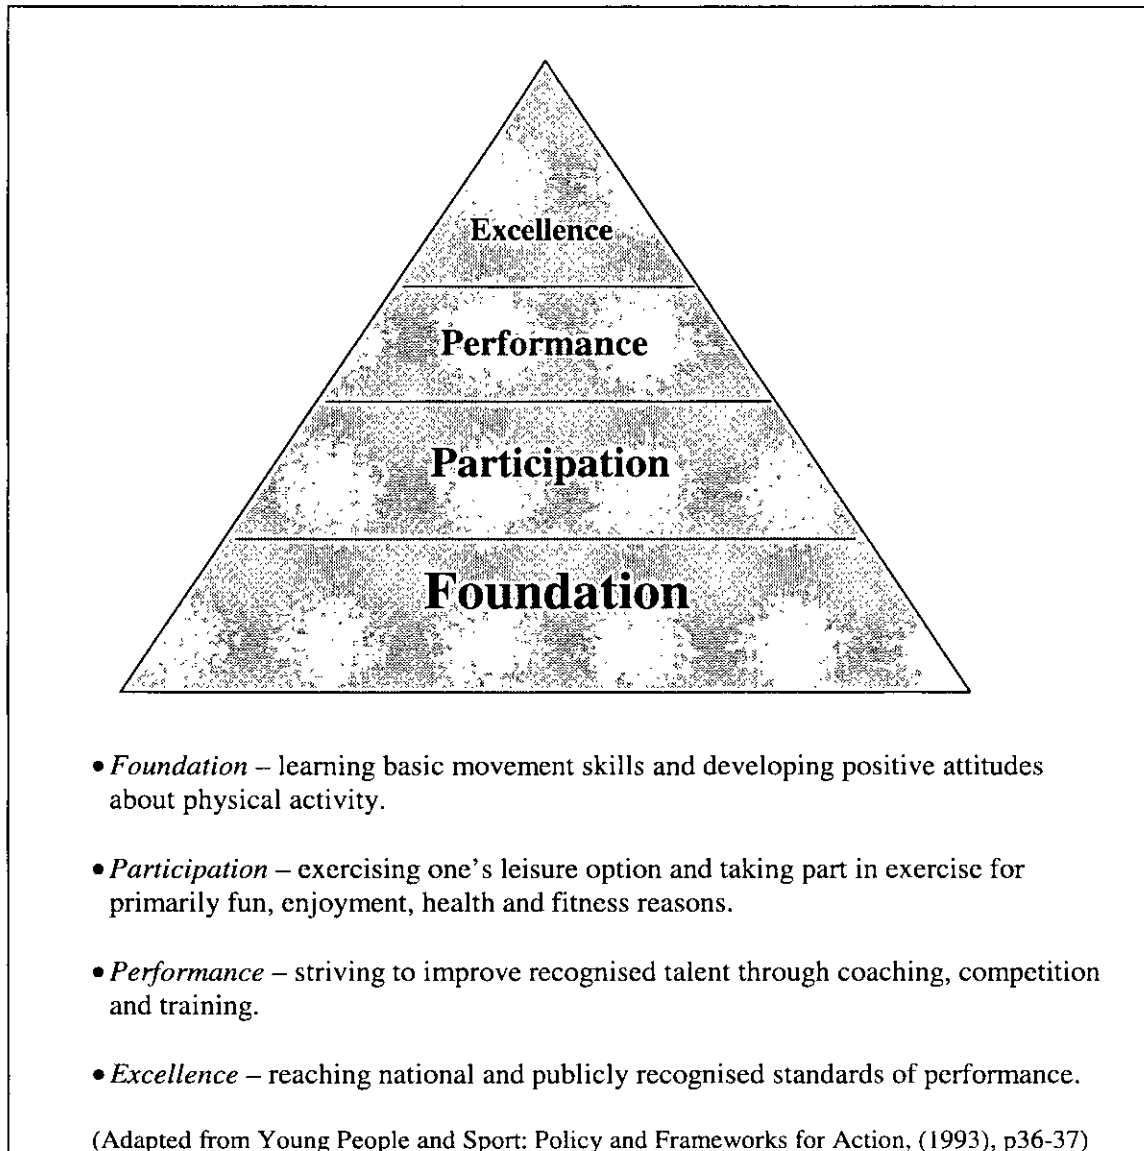 Excellence
Performance
Participation
Foundation
• Foundation – learning basic movement skills and developing positive attitudes
about physical activity.
• Participation – exercising one's leisure option and taking part in exercise for
primarily fun, enjoyment, health and fitness reasons.
• Performance – striving to improve recognised talent through coaching, competition
and training.
• Excellence – reaching national and publicly recognised standards of performance.
(Adapted from Young People and Sport: Policy and Frameworks for Action, (1993), p36-37)